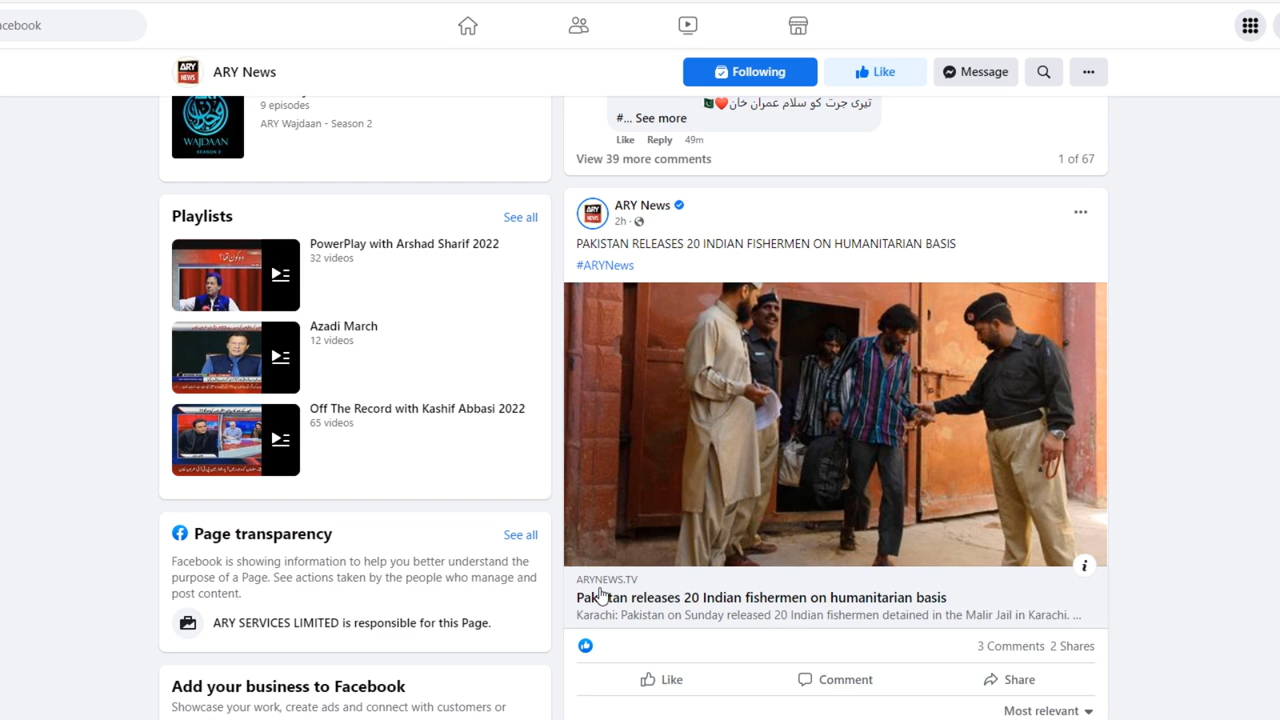 acebook
ARY News
Following
Like
Message
9 episodes
ARY Wajdaan - Season 2
WAJDAAN
SEASON 2
Playlists
See all
PowerPlay with Arshad Sharif 2022
32 videos
Azadi March
12 videos
Off The Record with Kashif Abbasi 2022
65 videos
Page transparency
See all
Facebook is showing information to help you better understand the
purpose of a Page. See actions taken by the people who manage and
post content.
ARY SERVICES LIMITED is responsible for this Page.
Add your business to Facebook
Showcase your work, create ads and connect with customers or
تیری جرت کو سلام عمران خان❤️🇵🇰
#... See more
Like Reply 49m
View 39 more comments
1 of 67
ARY News
2h ·
PAKISTAN RELEASES 20 INDIAN FISHERMEN ON HUMANITARIAN BASIS
#ARYNews
ARYNEWS.TV
Pakistan releases 20 Indian fishermen on humanitarian basis
Karachi: Pakistan on Sunday released 20 Indian fishermen detained in the Malir Jail in Karachi. ...
3 Comments 2 Shares
Like
Comment
Share
Most relevant